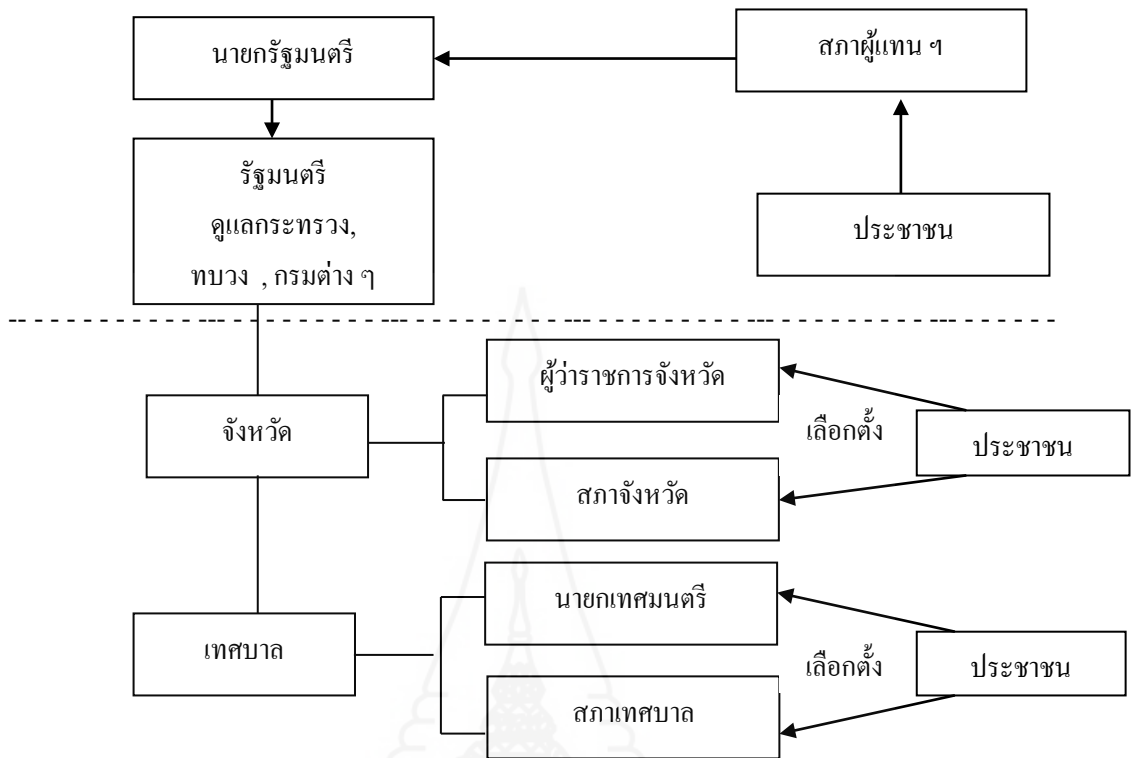 นายกรัฐมนตรี
สภาผู้แทน ฯ
รัฐมนตรี
ดูแลกระทรวง,
ทบวง , กรมต่าง ๆ
ประชาชน
ผู้ว่าราชการจังหวัด
จังหวัด
เลือกตั้ง
ประชาชน
สภาจังหวัด
นายกเทศมนตรี
เทศบาล
เลือกตั้ง
ประชาชน
สภาเทศบาล